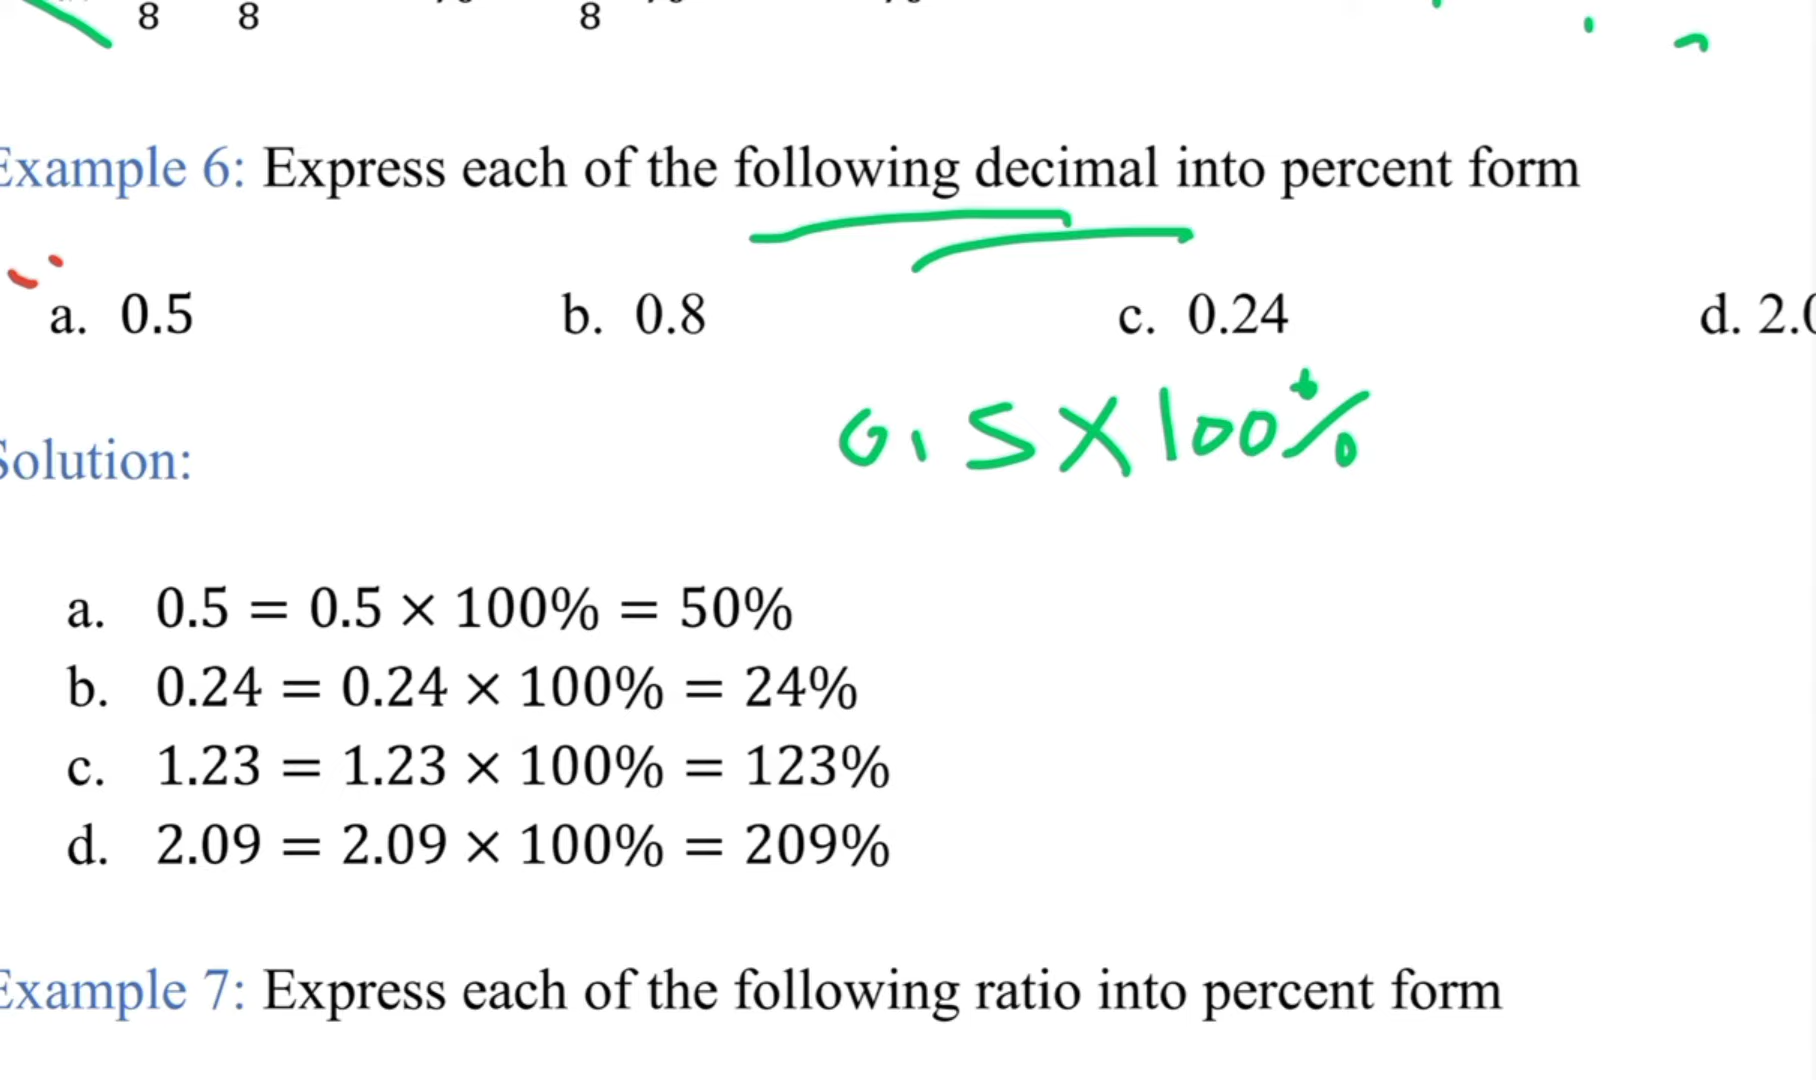 8 8 8
Example 6: Express each of the following decimal into percent form
a. 0.5 b. 0.8 c. 0.24 d. 2.0
0.5 × 100%
Solution:
a. 0.5 = 0.5 × 100% = 50%
b. 0.24 = 0.24 × 100% = 24%
c. 1.23 = 1.23 × 100% = 123%
d. 2.09 = 2.09 × 100% = 209%
Example 7: Express each of the following ratio into percent form